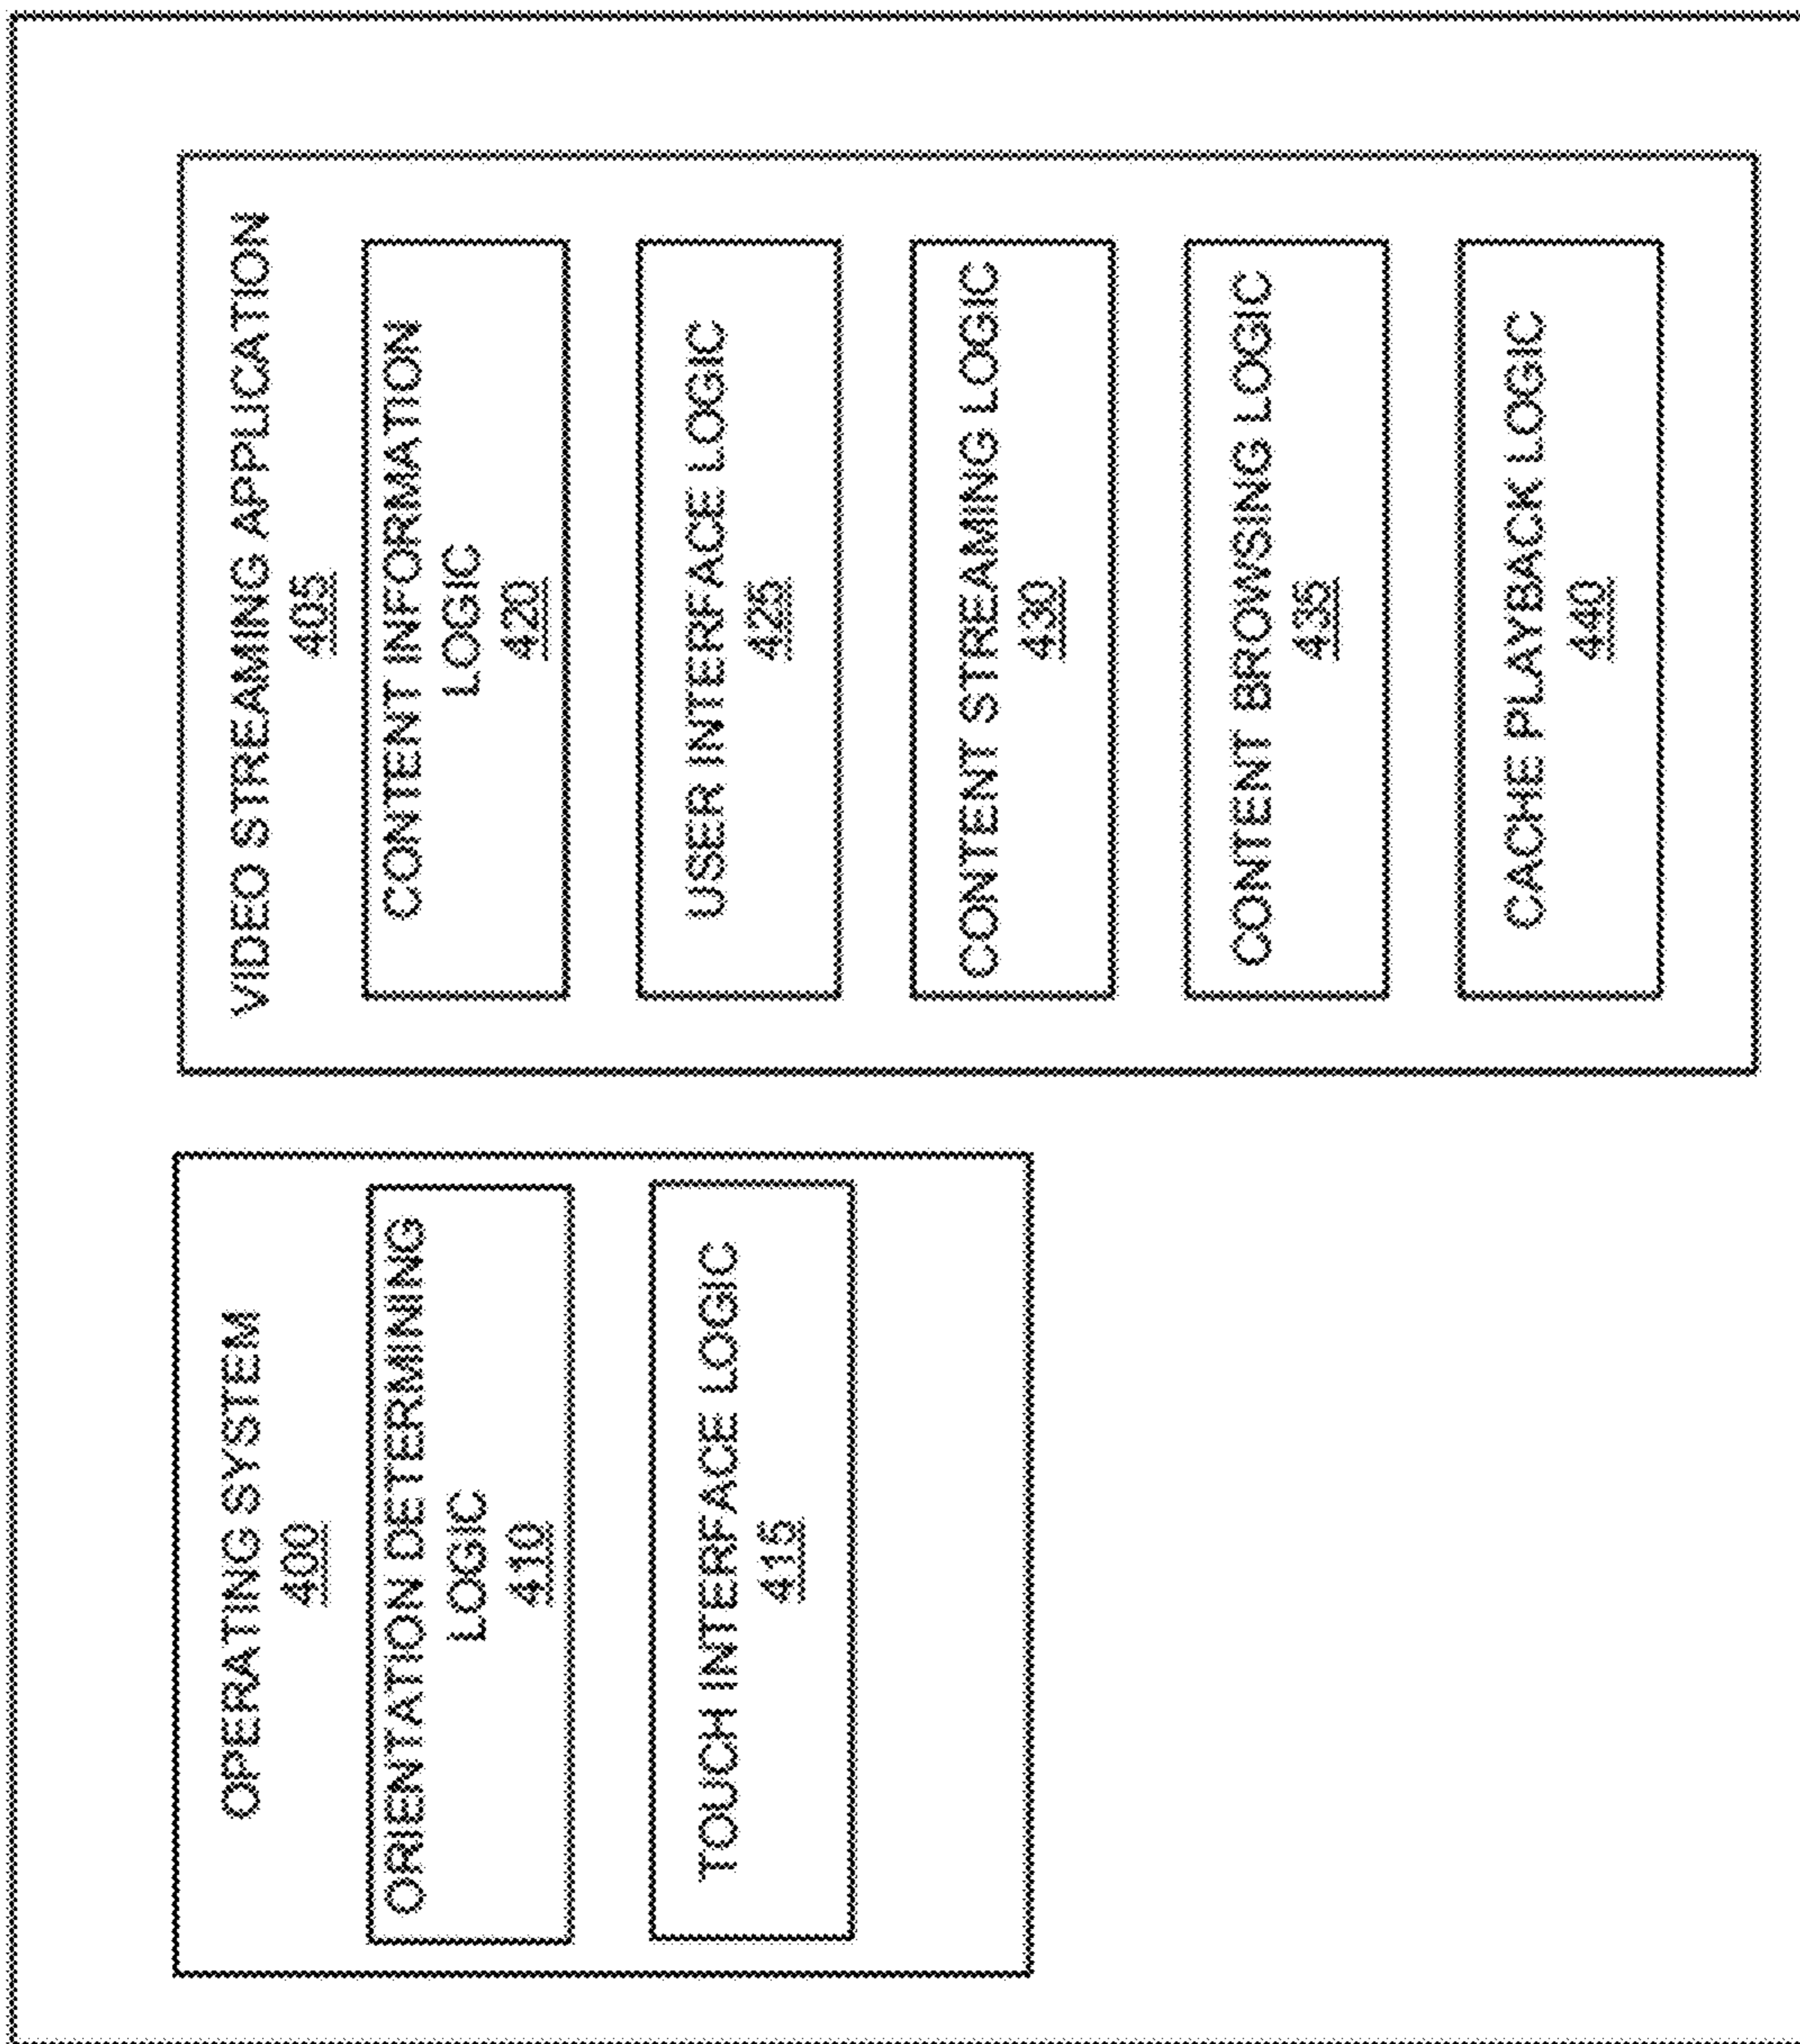 OPERATING SYSTEM
400
ORIENTATION DETERMINING
LOGIC
410
TOUCH INTERFACE LOGIC
415
VIDEO STREAMING APPLICATION
405
CONTENT INFORMATION
LOGIC
420
USER INTERFACE LOGIC
425
CONTENT STREAMING LOGIC
430
CONTENT BROWSING LOGIC
435
CACHE PLAYBACK LOGIC
440